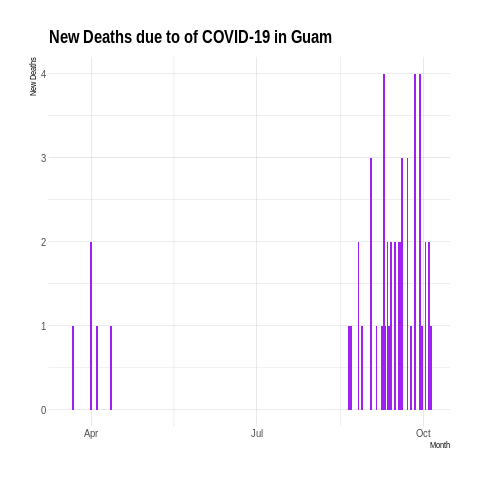 New Deaths due to of COVID-19 in Guam
New Deaths
4
3
2
1
0
Apr
Jul
Oct
Month